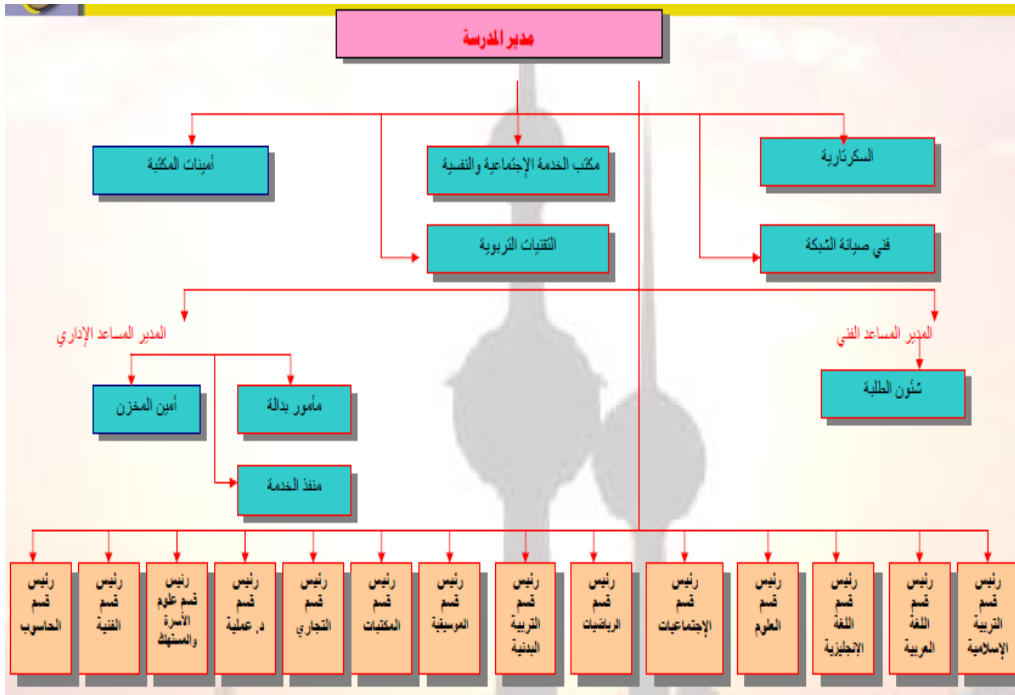 مدير المدرسة
السكرتارية
مكتب الخدمة الإجتماعية والنفسية
أمينات المكتبة
فني صيانة الشبكة
التقنيات التربوية
المدير المساعد الفني
المدير المساعد الإداري
شئون الطلبة
مأمور بدالة
أمين المخزن
منفذ الخدمة
رئيس
قسم
التربية
الإسلامية
رئيس
قسم
اللغة
العربية
رئيس
قسم
اللغة
الإنجليزية
رئيس
قسم
العلوم
رئيس
قسم
الإجتماعيات
رئيس
قسم
الرياضيات
رئيس
قسم
التربية
البدنية
رئيس
قسم
الموسيقية
رئيس
قسم
المكتبات
رئيس
قسم
التجاري
رئيس
قسم
د. عملية
رئيس
قسم علوم
الأسرة
والمستهلك
رئيس
قسم
الفنية
رئيس
قسم
الحاسوب